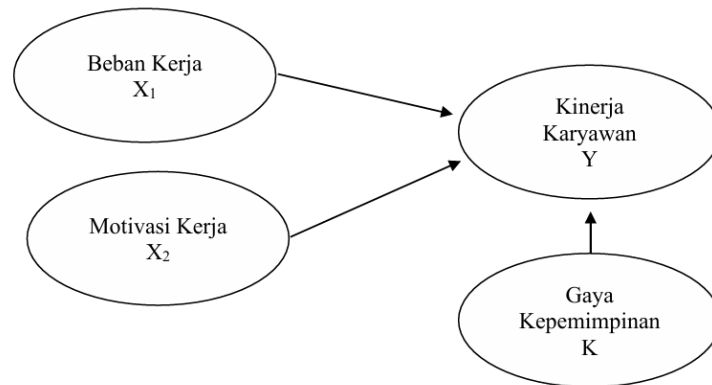 Beban Kerja
X₁
Kinerja
Karyawan
Y
Motivasi Kerja
X₂
Gaya
Kepemimpinan
K